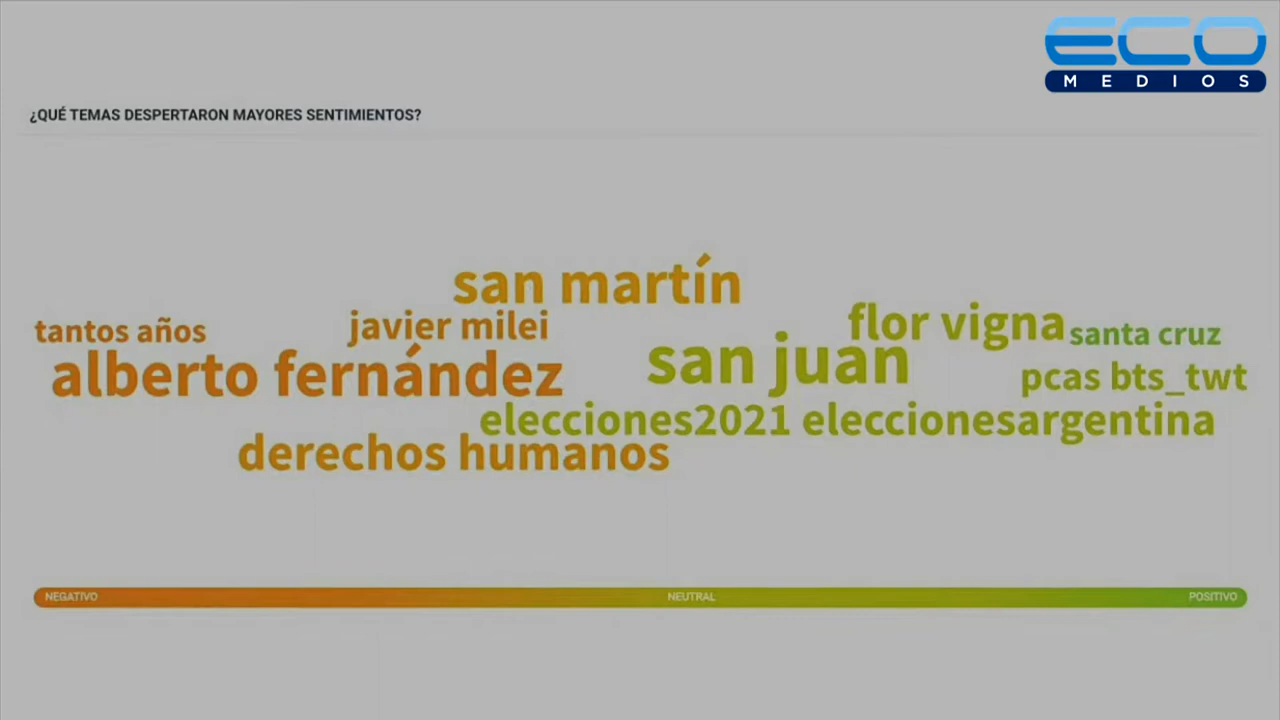 ECO
MEDIOS
¿QUÉ TEMAS DESPERTARON MAYORES SENTIMIENTOS?
san martín
tantos años
javier milei
flor vigna
santa cruz
alberto fernández
san juan
pcas bts_twt
elecciones2021 eleccionesargentina
derechos humanos
NEGATIVO
NEUTRAL
POSITIVO